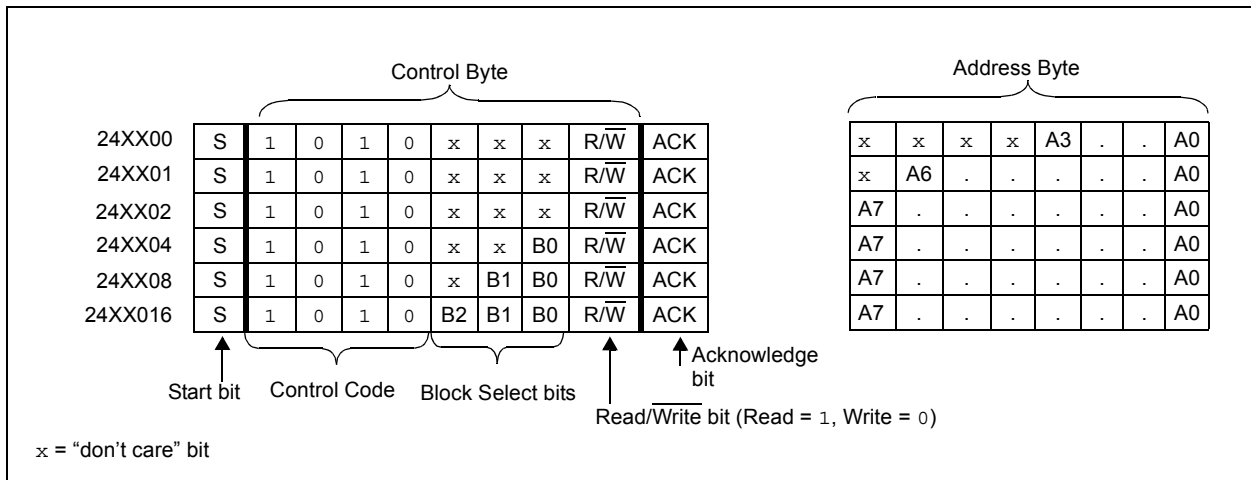 Control Byte Address Byte
24XX00 S 1 0 1 0 x x x R/W ACK x x x x A3 . . A0
24XX01 S 1 0 1 0 x x x R/W ACK x A6 . . . . . A0
24XX02 S 1 0 1 0 x x x R/W ACK A7 . . . . . . A0
24XX04 S 1 0 1 0 x x B0 R/W ACK A7 . . . . . . A0
24XX08 S 1 0 1 0 x B1 B0 R/W ACK A7 . . . . . . A0
24XX016 S 1 0 1 0 B2 B1 B0 R/W ACK A7 . . . . . . A0
Start bit Control Code Block Select bits Acknowledge
bit
Read/Write bit (Read = 1, Write = 0)
x = “don’t care” bit